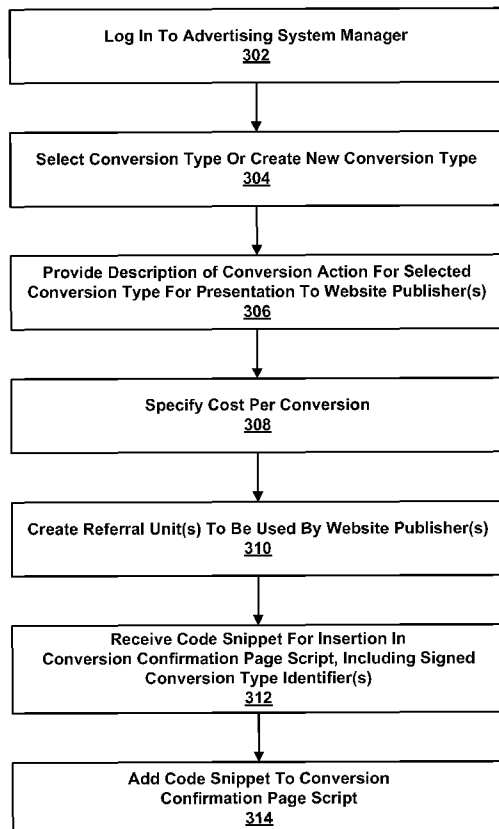 Log In To Advertising System Manager
302
Select Conversion Type Or Create New Conversion Type
304
Provide Description of Conversion Action For Selected
Conversion Type For Presentation To Website Publisher(s)
306
Specify Cost Per Conversion
308
Create Referral Unit(s) To Be Used By Website Publisher(s)
310
Receive Code Snippet For Insertion In
Conversion Confirmation Page Script, Including Signed
Conversion Type Identifier(s)
312
Add Code Snippet To Conversion
Confirmation Page Script
314